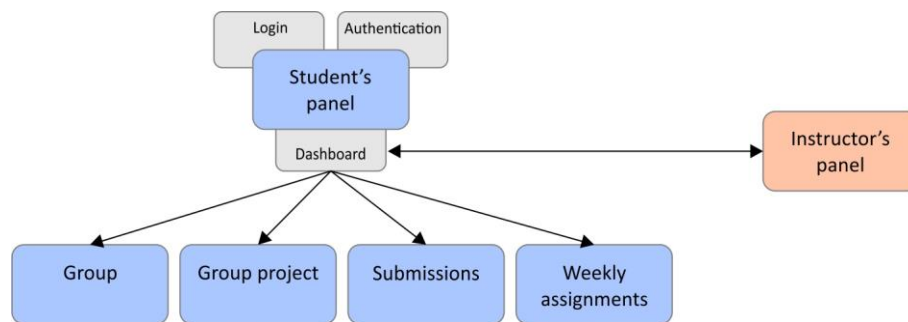 Login
Authentication
Student’s
panel
Dashboard
Instructor’s
panel
Group
Group project
Submissions
Weekly
assignments